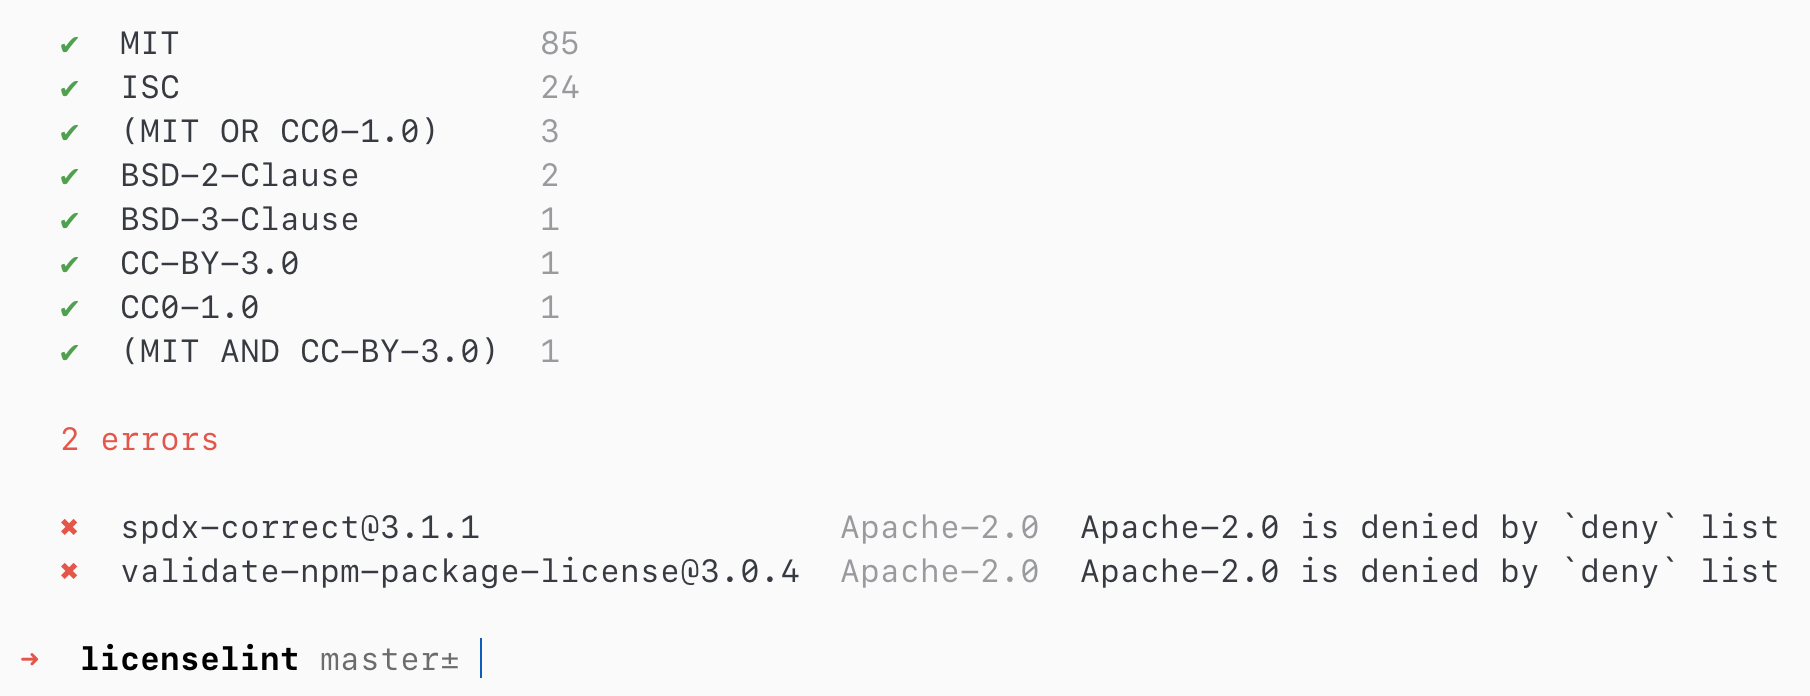 ✔ MIT 85
✔ ISC 24
✔ (MIT OR CC0-1.0) 3
✔ BSD-2-Clause 2
✔ BSD-3-Clause 1
✔ CC-BY-3.0 1
✔ CC0-1.0 1
✔ (MIT AND CC-BY-3.0) 1
2 errors
✖ spdx-correct@3.1.1 Apache-2.0 Apache-2.0 is denied by `deny` list
✖ validate-npm-package-license@3.0.4 Apache-2.0 Apache-2.0 is denied by `deny` list
➜ licenselint master±